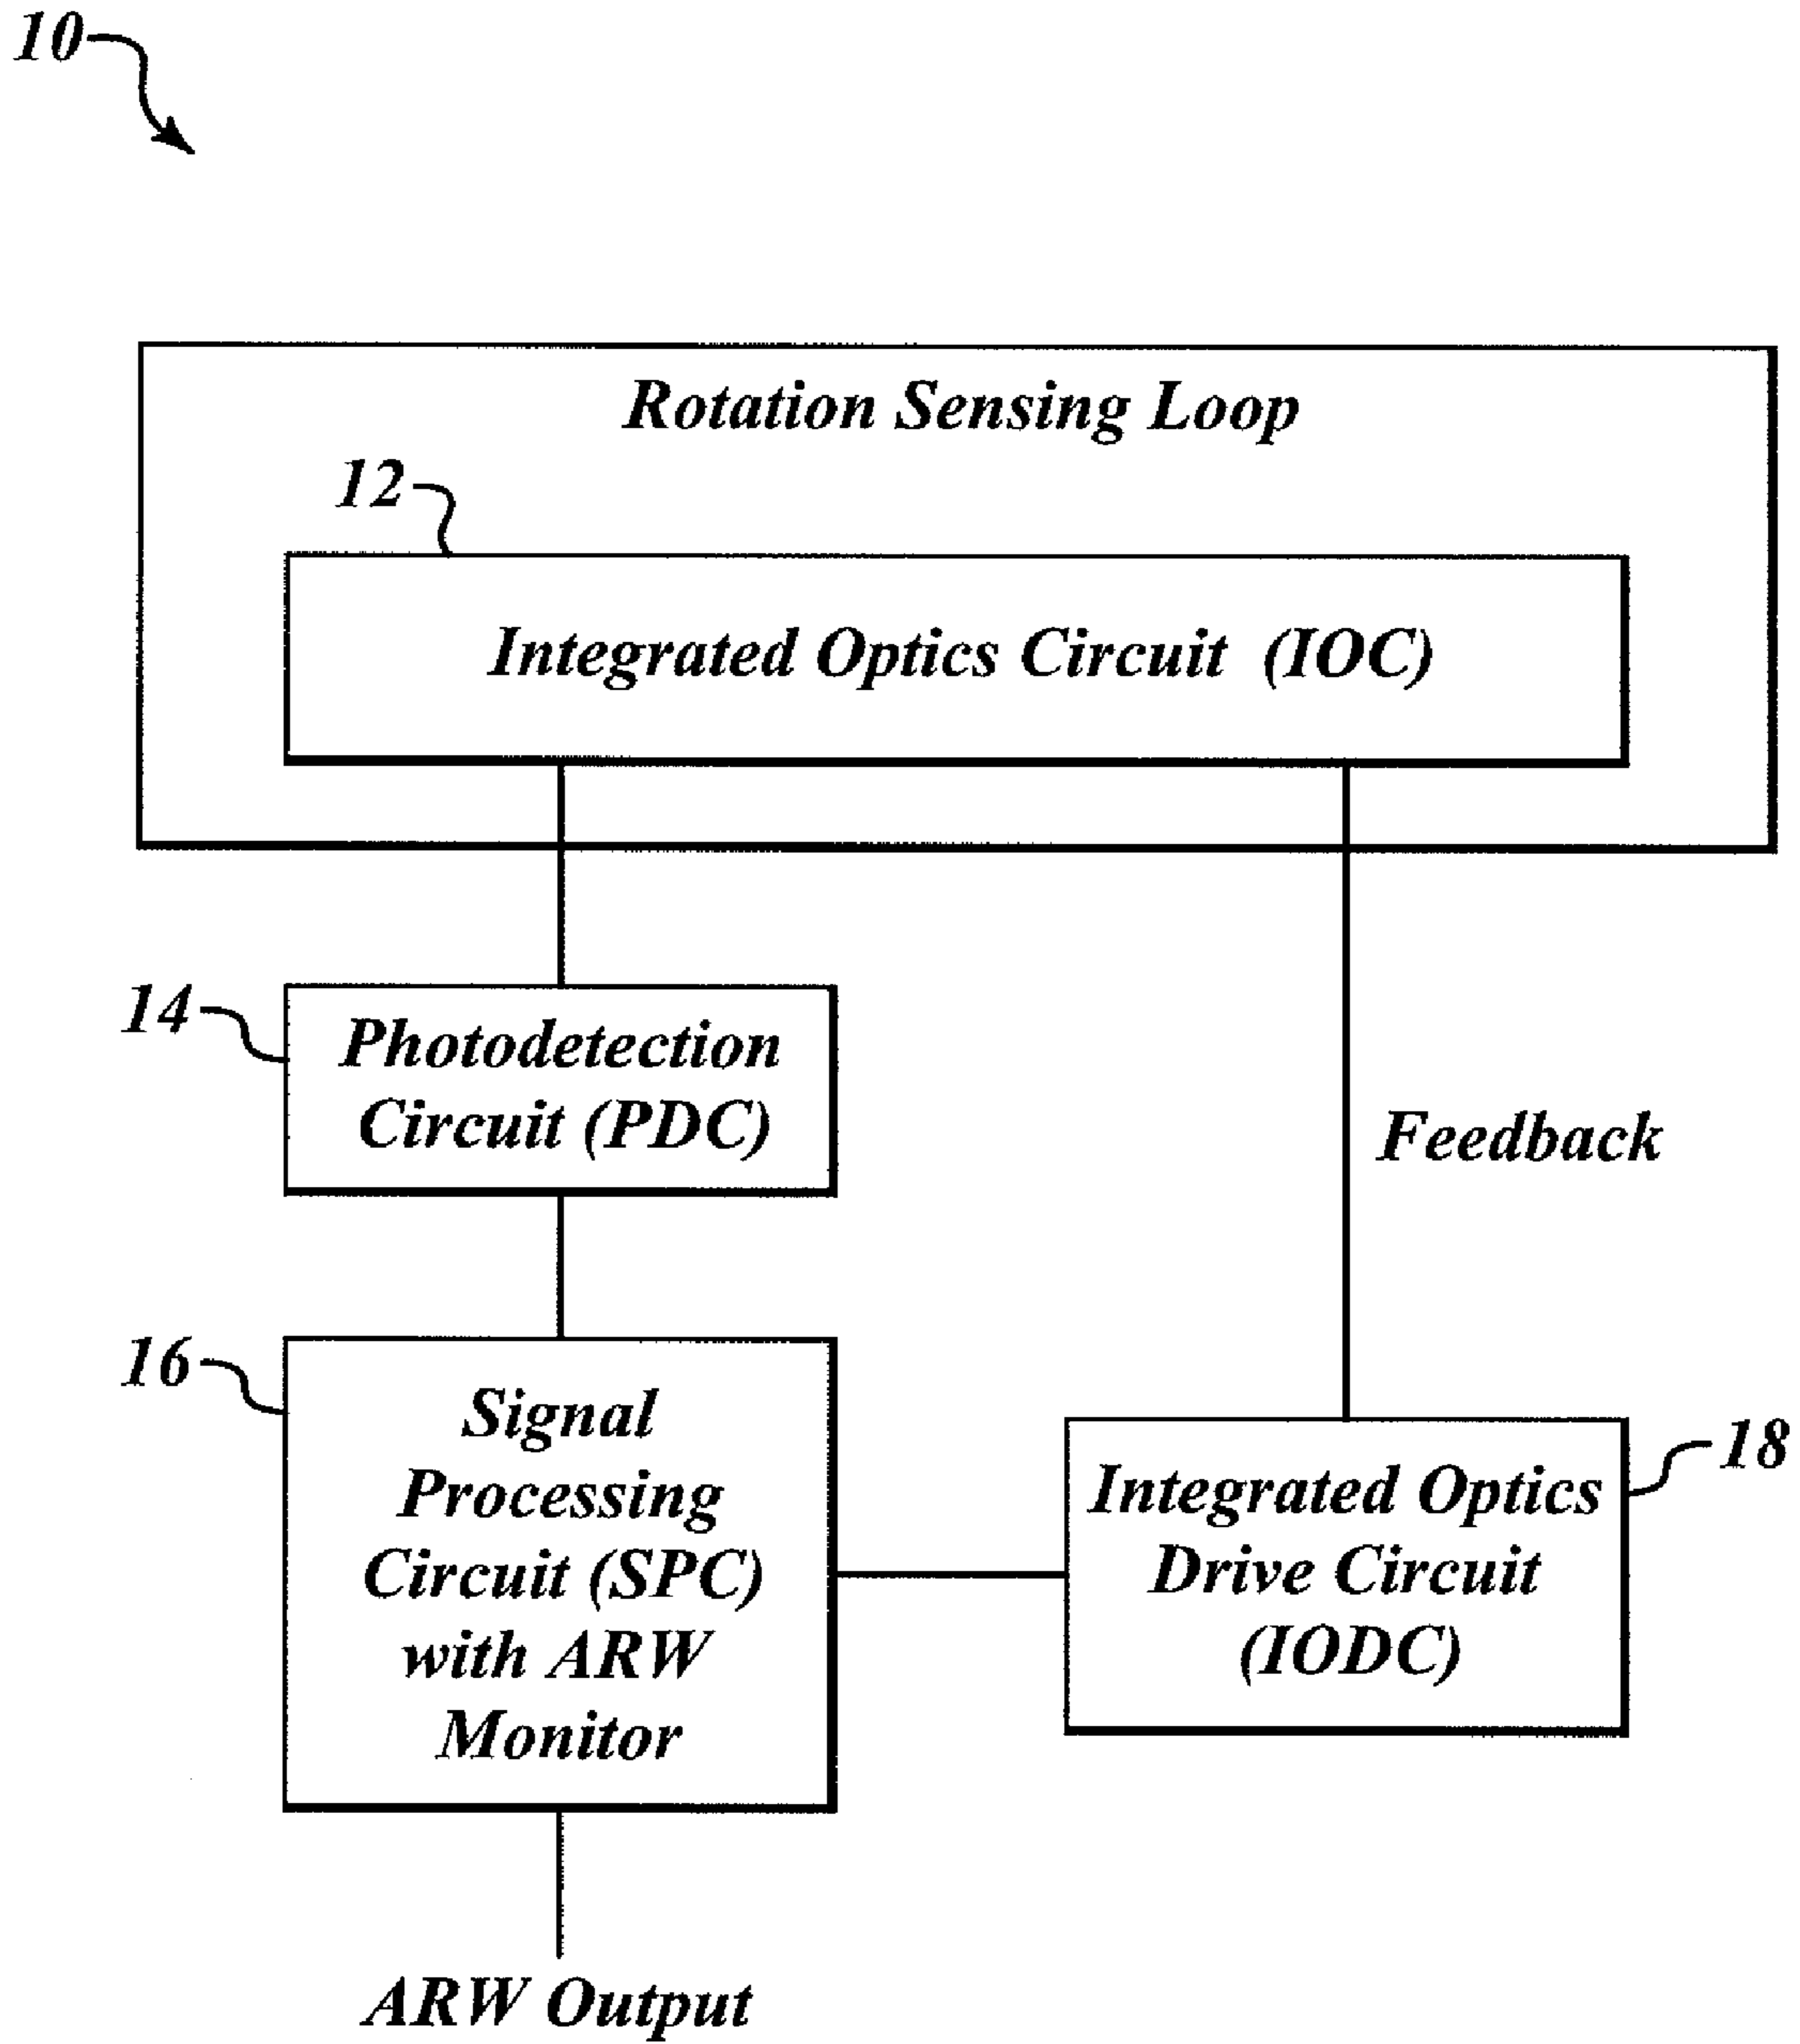 10
Rotation Sensing Loop
12
Integrated Optics Circuit (IOC)
14
Photodetection
Circuit (PDC)
Feedback
16
Signal
Processing
Circuit (SPC)
with ARW
Monitor
18
Integrated Optics
Drive Circuit
(IODC)
ARW Output